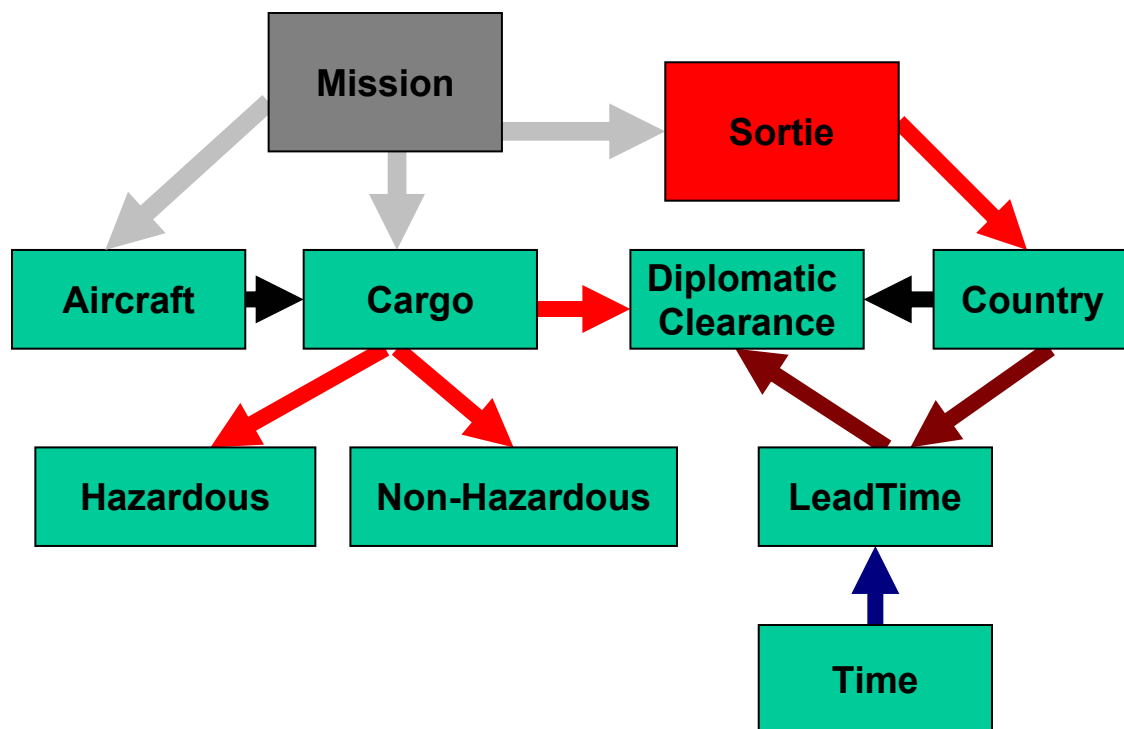 Mission
Sortie
Aircraft
Cargo
Diplomatic
Clearance
Country
Hazardous
Non-Hazardous
LeadTime
Time